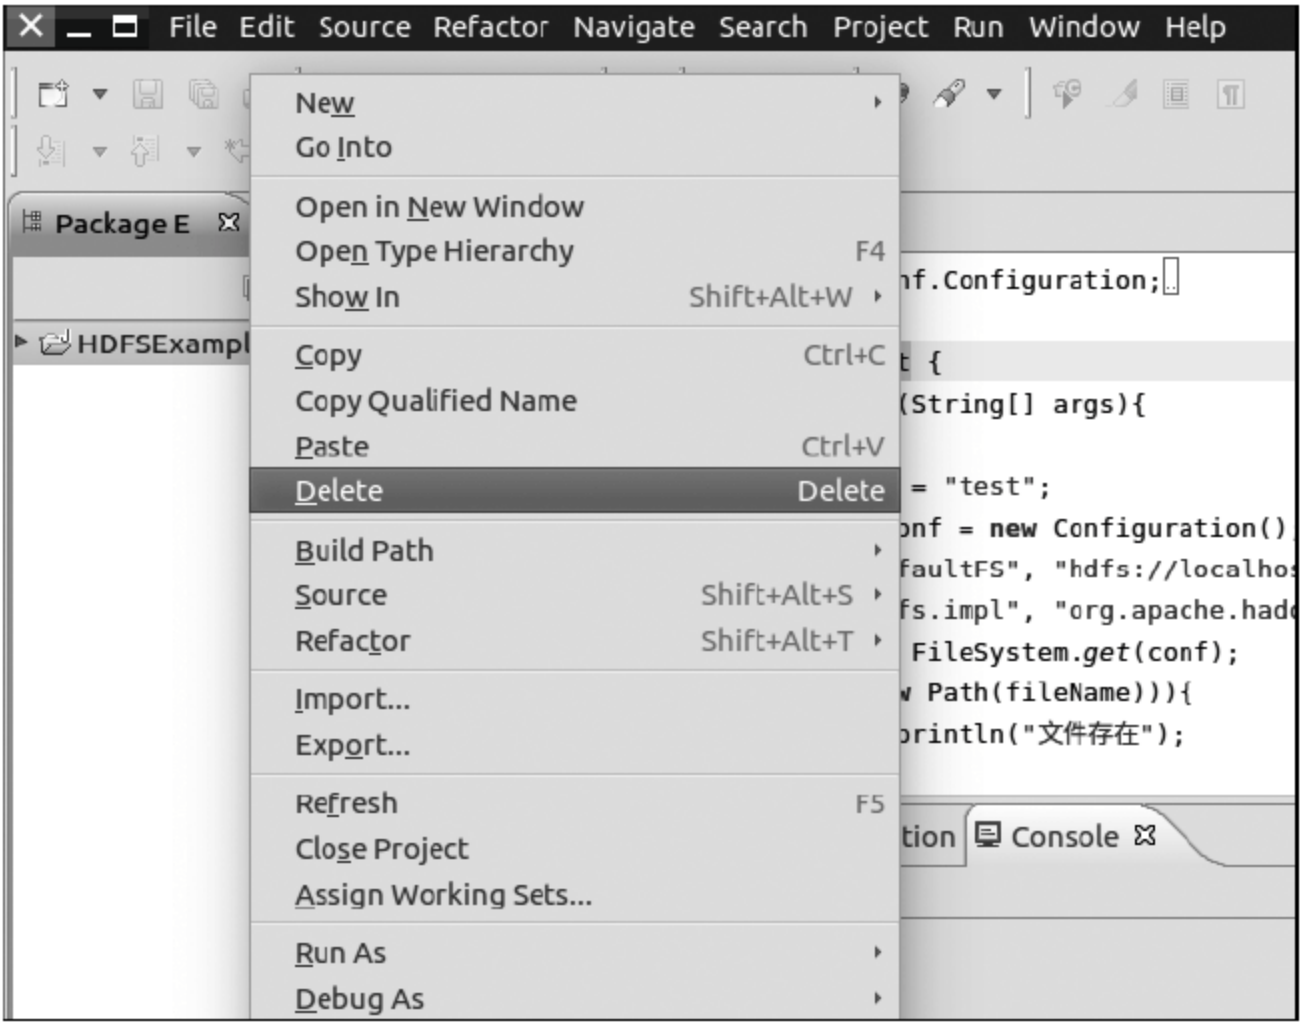 File Edit Source Refactor Navigate Search Project Run Window Help
New
Go Into
Open in New Window
Open Type Hierarchy F4
Show In Shift+Alt+W
Copy Ctrl+C
Copy Qualified Name
Paste Ctrl+V
Delete Delete
Build Path
Source Shift+Alt+S
Refactor Shift+Alt+T
Import...
Export...
Refresh F5
Close Project
Assign Working Sets...
Run As
Debug As
Package E
HDFSExampl
nf.Configuration;
t {
(String[] args){
= "test";
onf = new Configuration()
faultFS", "hdfs://localhos
fs.impl", "org.apache.hado
FileSystem.get(conf);
w Path(fileName))){
println("文件存在");
tion Console